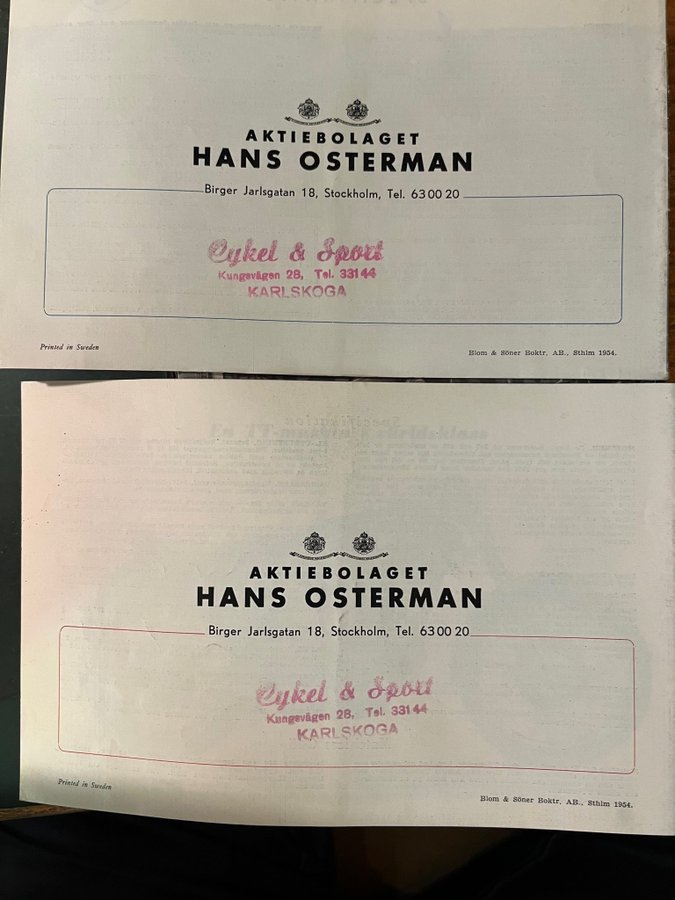 AKTIEBOLAGET
HANS OSTERMAN
Birger Jarlsgatan 18, Stockholm, Tel. 63 00 20
Cykel & Sport
Kungsvägen 28, Tel. 331 44
KARLSKOGA
Printed in Sweden
Blom & Söner Boktr, AB., Sthlm 1954.
Specifikation
AKTIEBOLAGET
HANS OSTERMAN
Birger Jarlsgatan 18, Stockholm, Tel. 63 00 20
Cykel & Sport
Kungsvägen 28, Tel. 331 44
KARLSKOGA
Printed in Sweden
Blom & Söner Boktr, AB., Sthlm 1954.